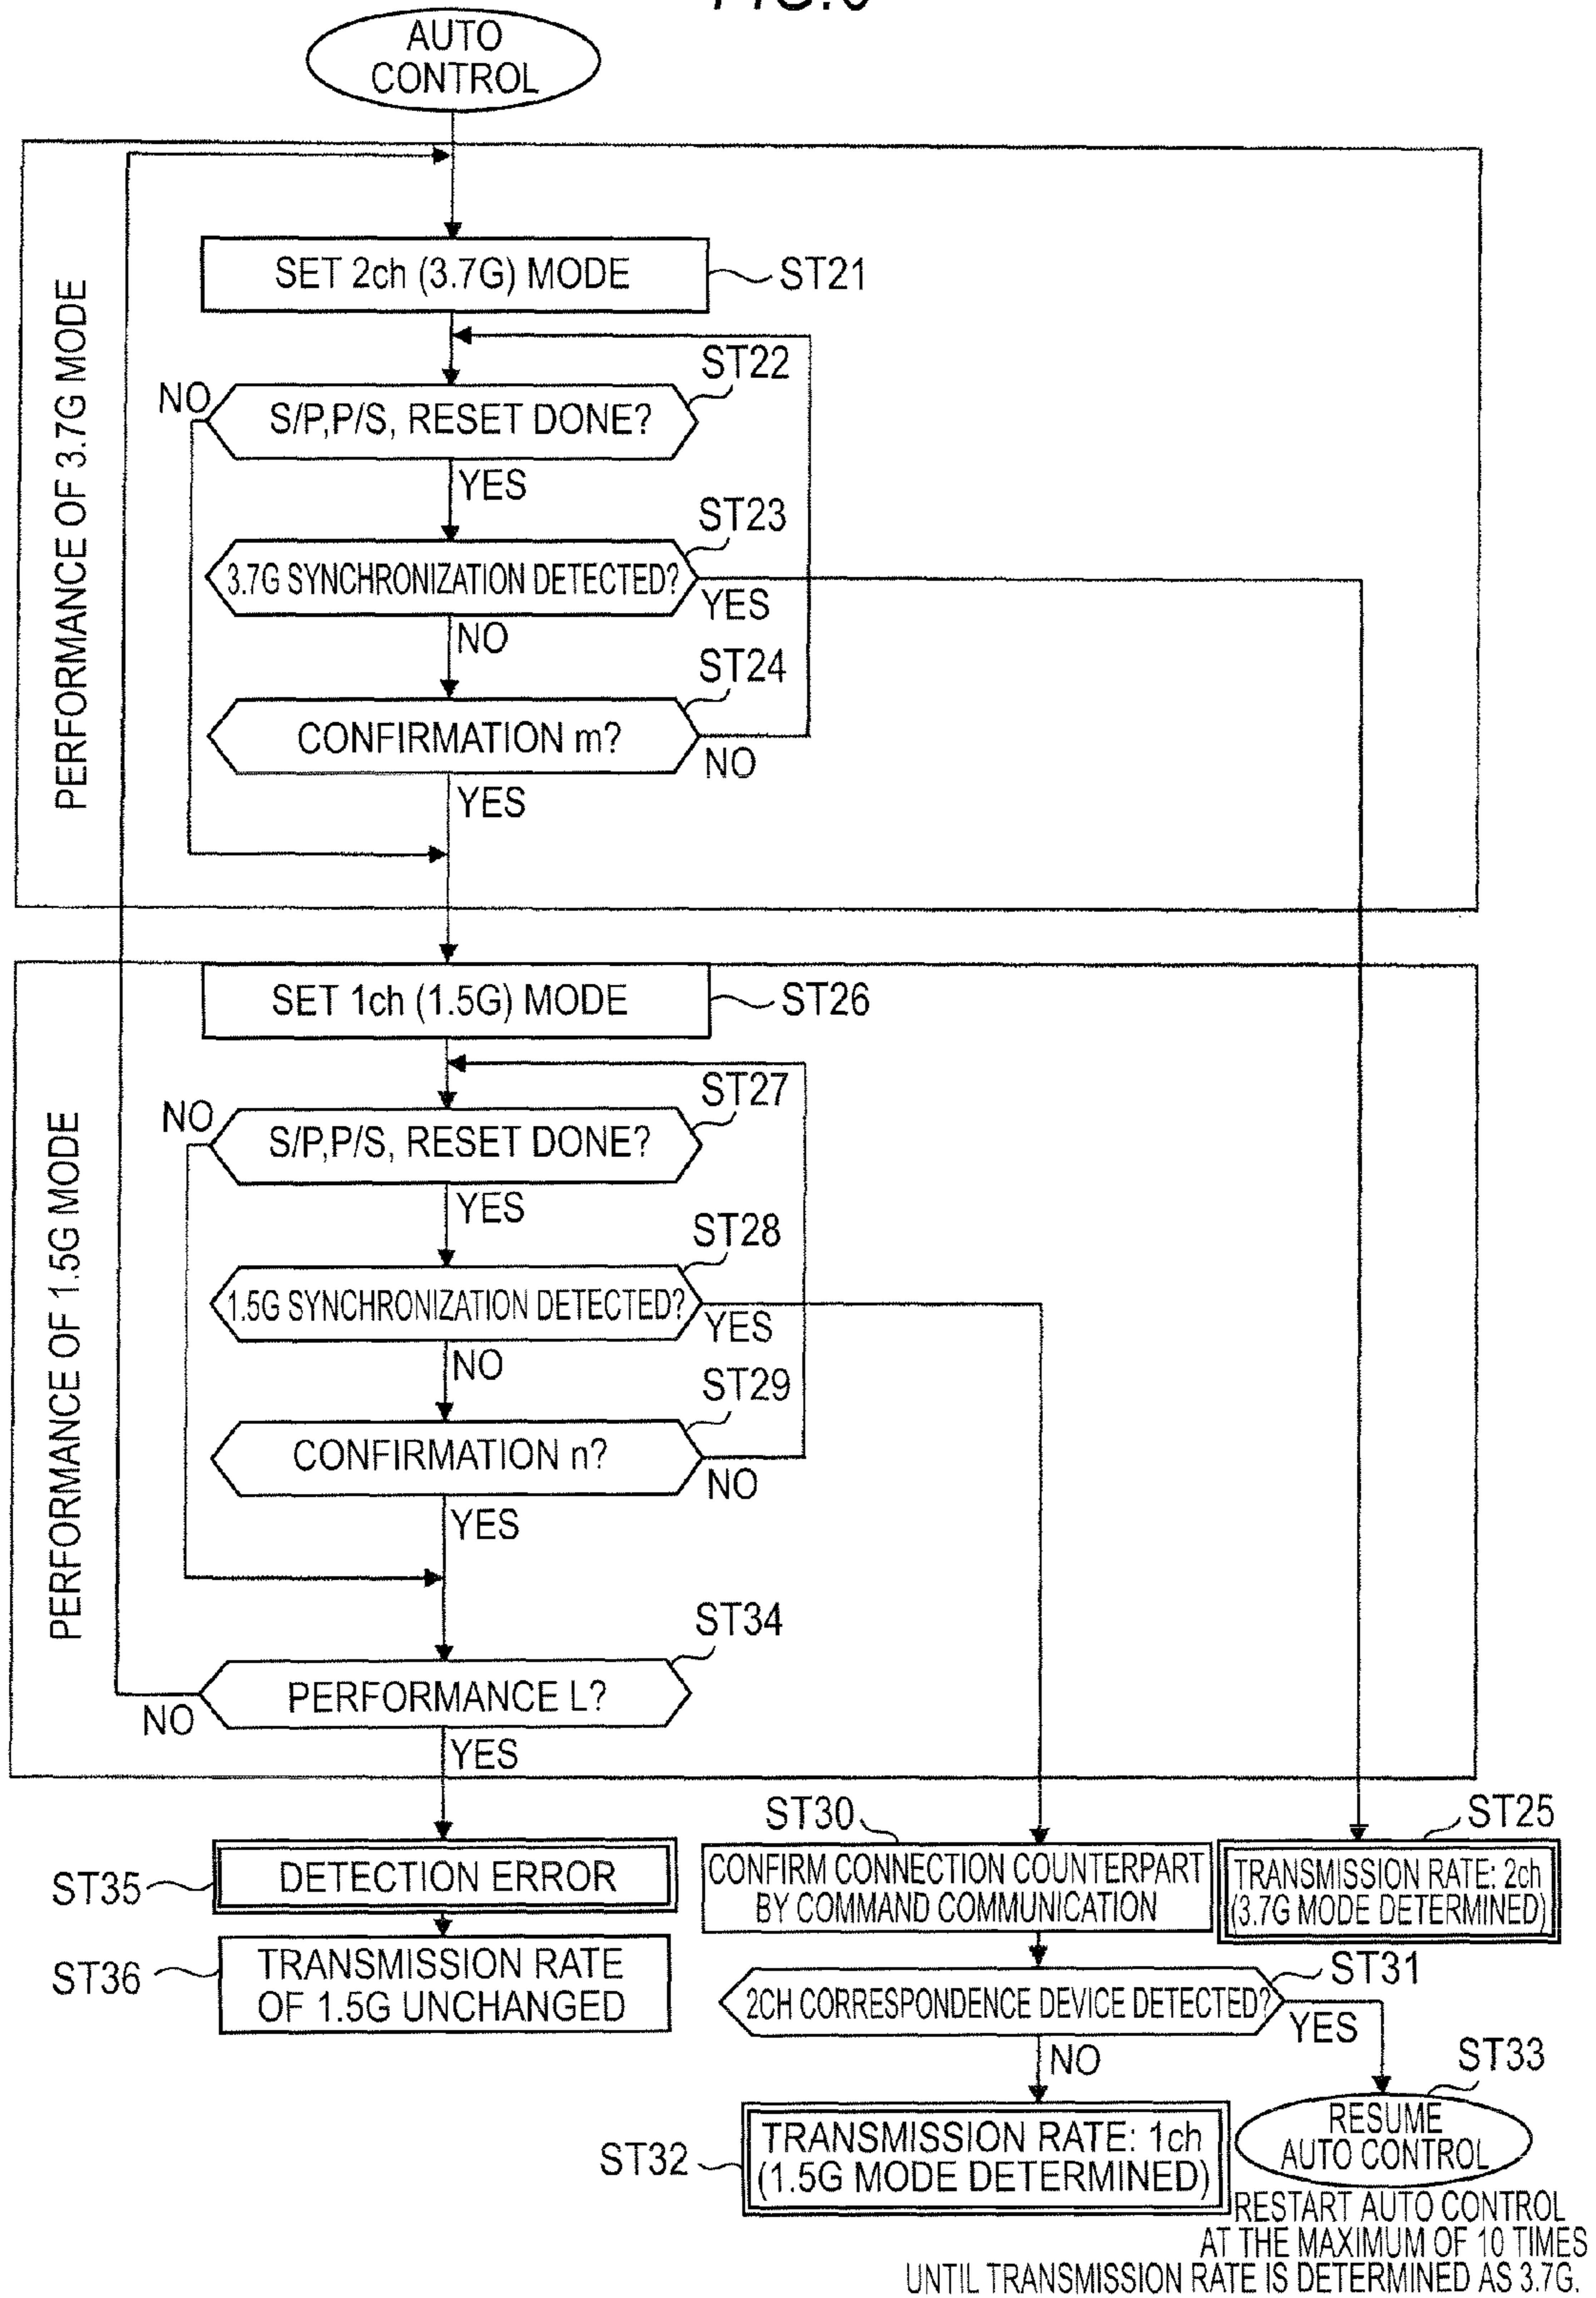 AUTO
CONTROL
PERFORMANCE OF 3.7G MODE
SET 2ch (3.7G) MODE
ST21
ST22
NO
S/P,P/S, RESET DONE?
YES
ST23
3.7G SYNCHRONIZATION DETECTED?
YES
NO
ST24
CONFIRMATION m?
NO
YES
PERFORMANCE OF 1.5G MODE
SET 1ch (1.5G) MODE
ST26
ST27
NO
S/P,P/S, RESET DONE?
YES
ST28
1.5G SYNCHRONIZATION DETECTED?
YES
NO
ST29
CONFIRMATION n?
NO
YES
ST34
PERFORMANCE L?
NO
YES
ST35
DETECTION ERROR
ST36
TRANSMISSION RATE
OF 1.5G UNCHANGED
ST30
CONFIRM CONNECTION COUNTERPART
BY COMMAND COMMUNICATION
ST25
TRANSMISSION RATE: 2ch
(3.7G MODE DETERMINED)
ST31
2CH CORRESPONDENCE DEVICE DETECTED?
YES
NO
ST33
RESUME
AUTO CONTROL
ST32
TRANSMISSION RATE: 1ch
(1.5G MODE DETERMINED)
RESTART AUTO CONTROL
AT THE MAXIMUM OF 10 TIMES
UNTIL TRANSMISSION RATE IS DETERMINED AS 3.7G.